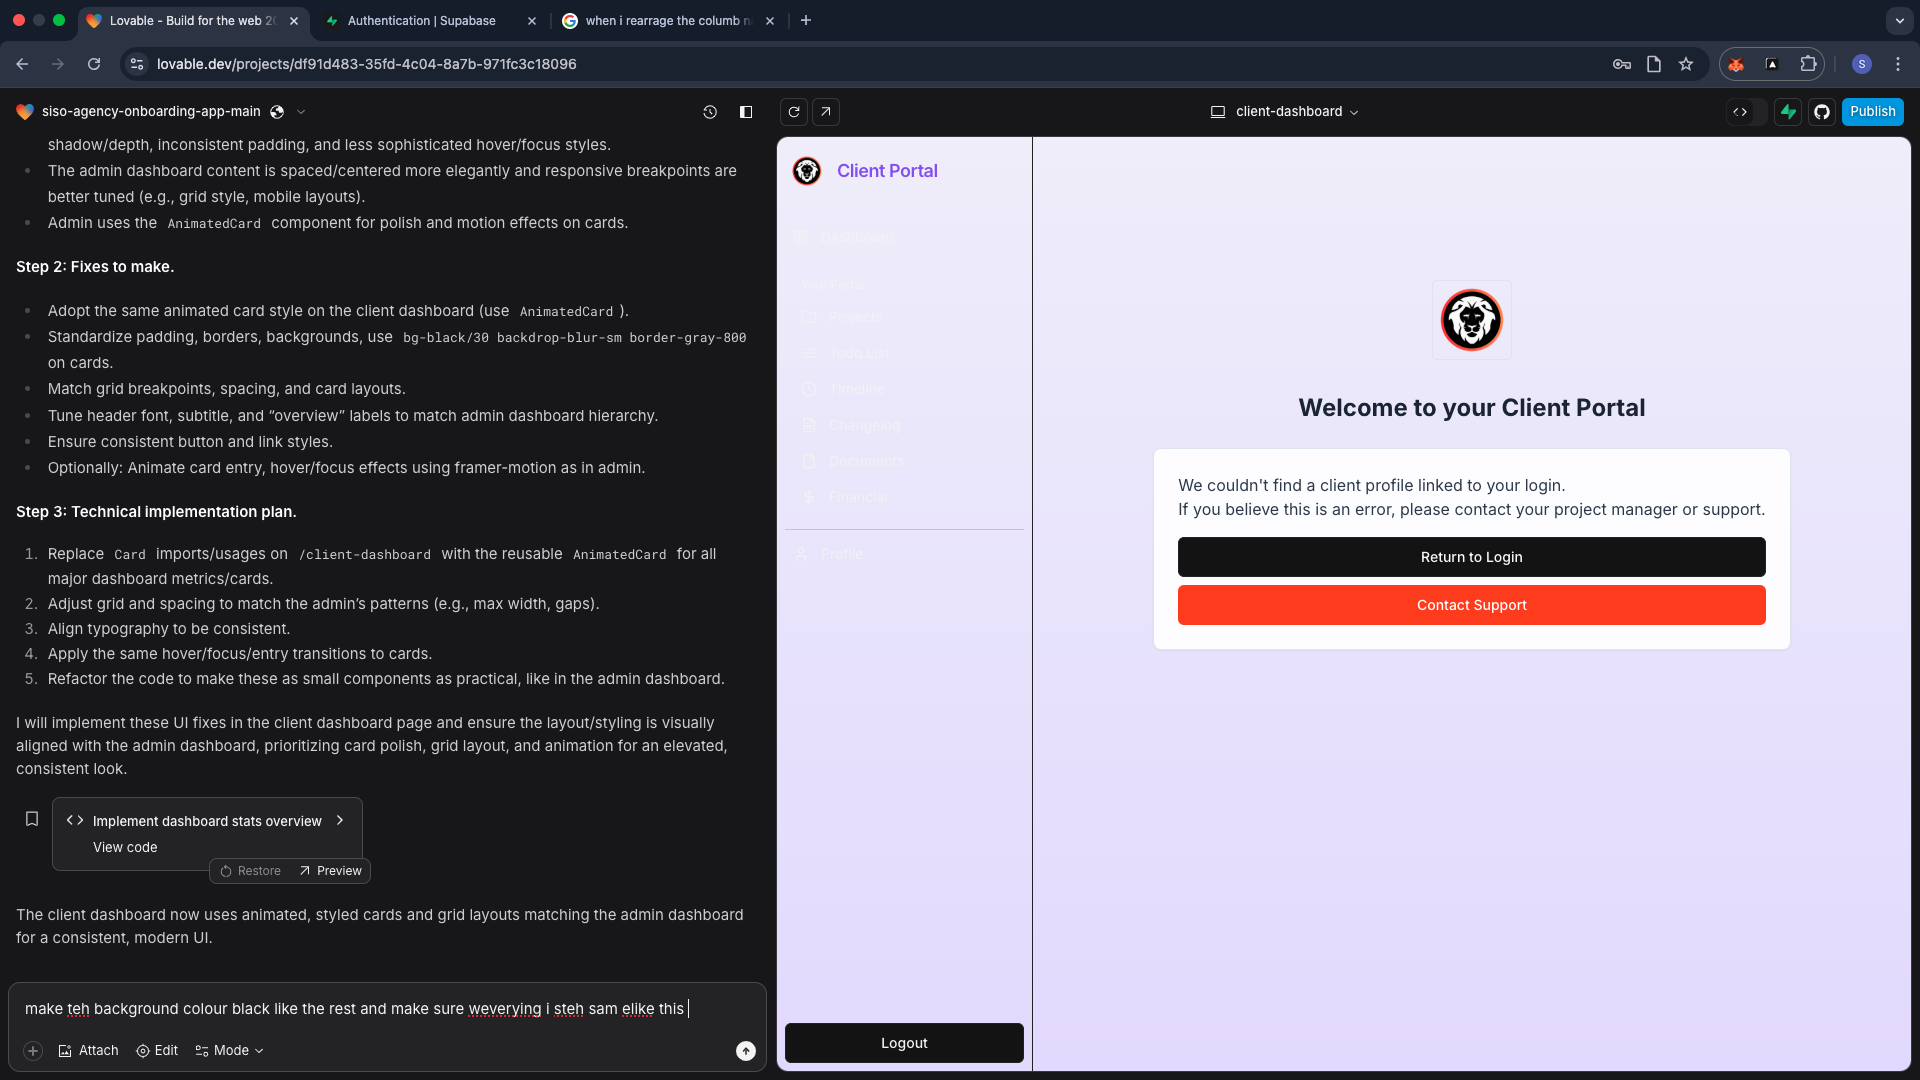 Lovable - Build for the web 20
Authentication | Supabase
when i rearrage the columb n
lovable.dev/projects/df91d483-35fd-4c04-8a7b-971fc3c18096
S
siso-agency-onboarding-app-main
client-dashboard
Publish
shadow/depth, inconsistent padding, and less sophisticated hover/focus styles.
The admin dashboard content is spaced/centered more elegantly and responsive breakpoints are
better tuned (e.g., grid style, mobile layouts).
Admin uses the AnimatedCard component for polish and motion effects on cards.
Step 2: Fixes to make.
Adopt the same animated card style on the client dashboard (use AnimatedCard ).
Standardize padding, borders, backgrounds, use bg-black/30 backdrop-blur-sm border-gray-800
on cards.
Match grid breakpoints, spacing, and card layouts.
Tune header font, subtitle, and “overview” labels to match admin dashboard hierarchy.
Ensure consistent button and link styles.
Optionally: Animate card entry, hover/focus effects using framer-motion as in admin.
Step 3: Technical implementation plan.
1. Replace Card imports/usages on /client-dashboard with the reusable AnimatedCard for all
major dashboard metrics/cards.
2. Adjust grid and spacing to match the admin’s patterns (e.g., max width, gaps).
3. Align typography to be consistent.
4. Apply the same hover/focus/entry transitions to cards.
5. Refactor the code to make these as small components as practical, like in the admin dashboard.
I will implement these UI fixes in the client dashboard page and ensure the layout/styling is visually
aligned with the admin dashboard, prioritizing card polish, grid layout, and animation for an elevated,
consistent look.
Implement dashboard stats overview
View code
Restore
Preview
The client dashboard now uses animated, styled cards and grid layouts matching the admin dashboard
for a consistent, modern UI.
make teh background colour black like the rest and make sure weverying i steh sam elike this
Attach
Edit
Mode
Client Portal
Dashboard
Your Portal
Projects
Todo List
Timeline
Changelog
Documents
Financial
Profile
Logout
Welcome to your Client Portal
We couldn't find a client profile linked to your login.
If you believe this is an error, please contact your project manager or support.
Return to Login
Contact Support